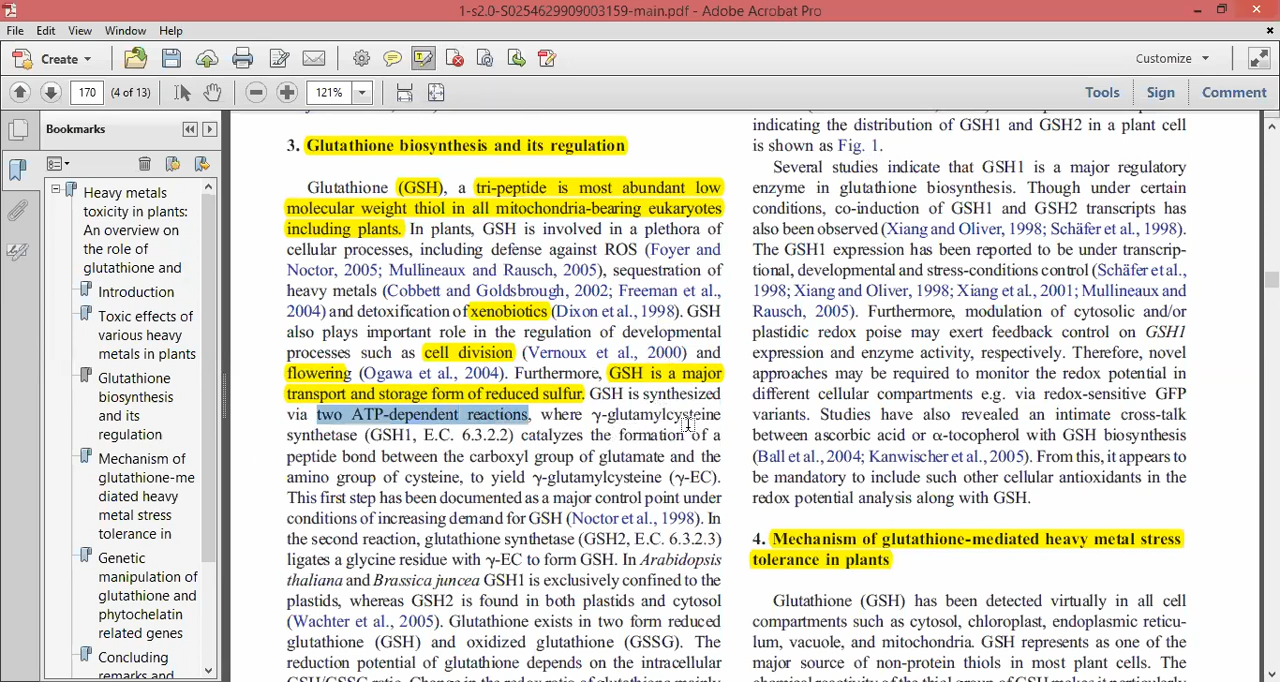 1-s2.0-S0254629909003159-main.pdf - Adobe Acrobat Pro
File Edit View Window Help
Create
Customize
170 (4 of 13) 121% Tools Sign Comment
Bookmarks
Heavy metals
toxicity in plants:
An overview on
the role of
glutathione and
Introduction
Toxic effects of
various heavy
metals in plants
Glutathione
biosynthesis
and its
regulation
Mechanism of
glutathione-me
diated heavy
metal stress
tolerance in
Genetic
manipulation of
glutathione and
phytochelatin
related genes
Concluding
remarks and
3. Glutathione biosynthesis and its regulation
Glutathione (GSH), a tri-peptide is most abundant low
molecular weight thiol in all mitochondria-bearing eukaryotes
including plants. In plants, GSH is involved in a plethora of
cellular processes, including defense against ROS (Foyer and
Noctor, 2005; Mullineaux and Rausch, 2005), sequestration of
heavy metals (Cobbett and Goldsbrough, 2002; Freeman et al.,
2004) and detoxification of xenobiotics (Dixon et al., 1998). GSH
also plays important role in the regulation of developmental
processes such as cell division (Vernoux et al., 2000) and
flowering (Ogawa et al., 2004). Furthermore, GSH is a major
transport and storage form of reduced sulfur. GSH is synthesized
via two ATP-dependent reactions, where γ-glutamylcysteine
synthetase (GSH1, E.C. 6.3.2.2) catalyzes the formation of a
peptide bond between the carboxyl group of glutamate and the
amino group of cysteine, to yield γ-glutamylcysteine (γ-EC).
This first step has been documented as a major control point under
conditions of increasing demand for GSH (Noctor et al., 1998). In
the second reaction, glutathione synthetase (GSH2, E.C. 6.3.2.3)
ligates a glycine residue with γ-EC to form GSH. In Arabidopsis
thaliana and Brassica juncea GSH1 is exclusively confined to the
plastids, whereas GSH2 is found in both plastids and cytosol
(Wachter et al., 2005). Glutathione exists in two form reduced
glutathione (GSH) and oxidized glutathione (GSSG). The
reduction potential of glutathione depends on the intracellular
GSH/GSSG ratio. Change in the redox ratio of glutathione mainly
indicating the distribution of GSH1 and GSH2 in a plant cell
is shown as Fig. 1.
Several studies indicate that GSH1 is a major regulatory
enzyme in glutathione biosynthesis. Though under certain
conditions, co-induction of GSH1 and GSH2 transcripts has
also been observed (Xiang and Oliver, 1998; Schäfer et al., 1998).
The GSH1 expression has been reported to be under transcrip-
tional, developmental and stress-conditions control (Schäfer et al.,
1998; Xiang and Oliver, 1998; Xiang et al., 2001; Mullineaux and
Rausch, 2005). Furthermore, modulation of cytosolic and/or
plastidic redox poise may exert feedback control on GSH1
expression and enzyme activity, respectively. Therefore, novel
approaches may be required to monitor the redox potential in
different cellular compartments e.g. via redox-sensitive GFP
variants. Studies have also revealed an intimate cross-talk
between ascorbic acid or α-tocopherol with GSH biosynthesis
(Ball et al., 2004; Kanwischer et al., 2005). From this, it appears to
be mandatory to include such other cellular antioxidants in the
redox potential analysis along with GSH.
4. Mechanism of glutathione-mediated heavy metal stress
tolerance in plants
Glutathione (GSH) has been detected virtually in all cell
compartments such as cytosol, chloroplast, endoplasmic reticu-
lum, vacuole, and mitochondria. GSH represents as one of the
major source of non-protein thiols in most plant cells. The
chemical reactivity of the thiol group of GSH makes it particularly